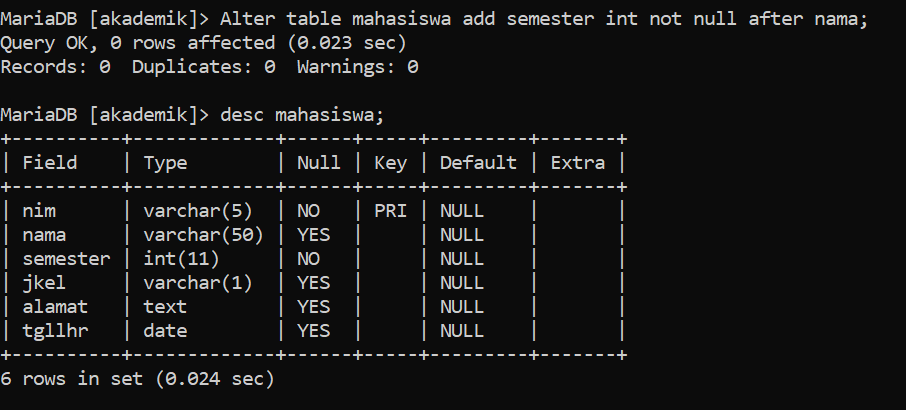 MariaDB [akademik]> Alter table mahasiswa add semester int not null after nama;
Query OK, 0 rows affected (0.023 sec)
Records: 0  Duplicates: 0  Warnings: 0

MariaDB [akademik]> desc mahasiswa;
+----------+-------------+------+-----+---------+-------+
| Field    | Type        | Null | Key | Default | Extra |
+----------+-------------+------+-----+---------+-------+
| nim      | varchar(5)  | NO   | PRI | NULL    |       |
| nama     | varchar(50) | YES  |     | NULL    |       |
| semester | int(11)     | NO   |     | NULL    |       |
| jkel     | varchar(1)  | YES  |     | NULL    |       |
| alamat   | text        | YES  |     | NULL    |       |
| tgllhr   | date        | YES  |     | NULL    |       |
+----------+-------------+------+-----+---------+-------+
6 rows in set (0.024 sec)